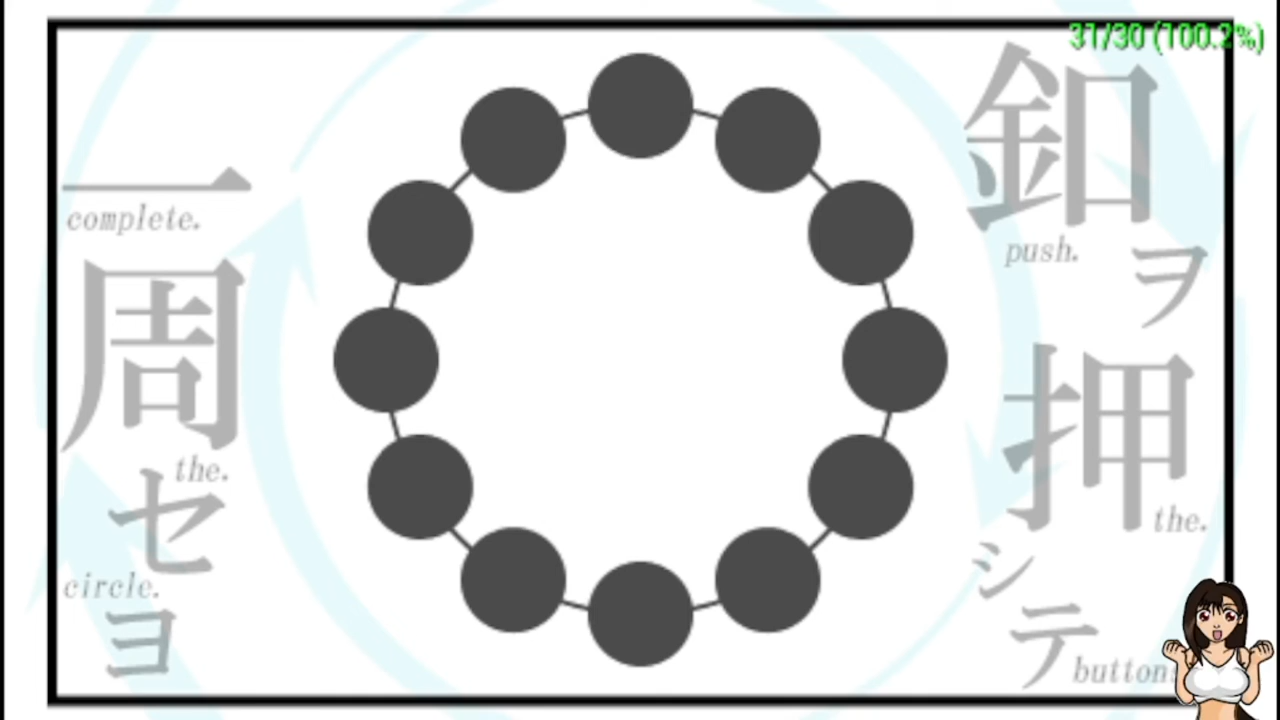 31/30 (100.2%)
釦ヲ
push.
押シテ
the.
button
一周セヨ
complete.
the.
circle.